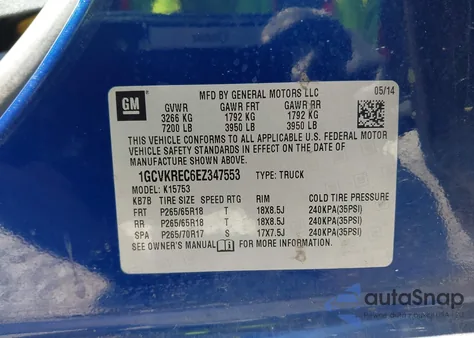 GM
MFD BY GENERAL MOTORS LLC 05/14
GVWR GAWR FRT GAWR RR
3266 KG 1792 KG 1792 KG
7200 LB 3950 LB 3950 LB
THIS VEHICLE CONFORMS TO ALL APPLICABLE U.S. FEDERAL MOTOR
VEHICLE SAFETY STANDARDS IN EFFECT ON THE DATE OF
MANUFACTURE SHOWN ABOVE.
1GCVKREC6EZ347553 TYPE: TRUCK
MODEL: K15753
K87B TIRE SIZE SPEED RTG RIM COLD TIRE PRESSURE
FRT P265/65R18 T 18X8.5J 240KPA(35PSI)
RR P265/65R18 T 18X8.5J 240KPA(35PSI)
SPA P265/70R17 S 17X7.5J 240KPA(35PSI)
SEE OWNER'S MANUAL FOR MORE INFORMATION.
autoSnap